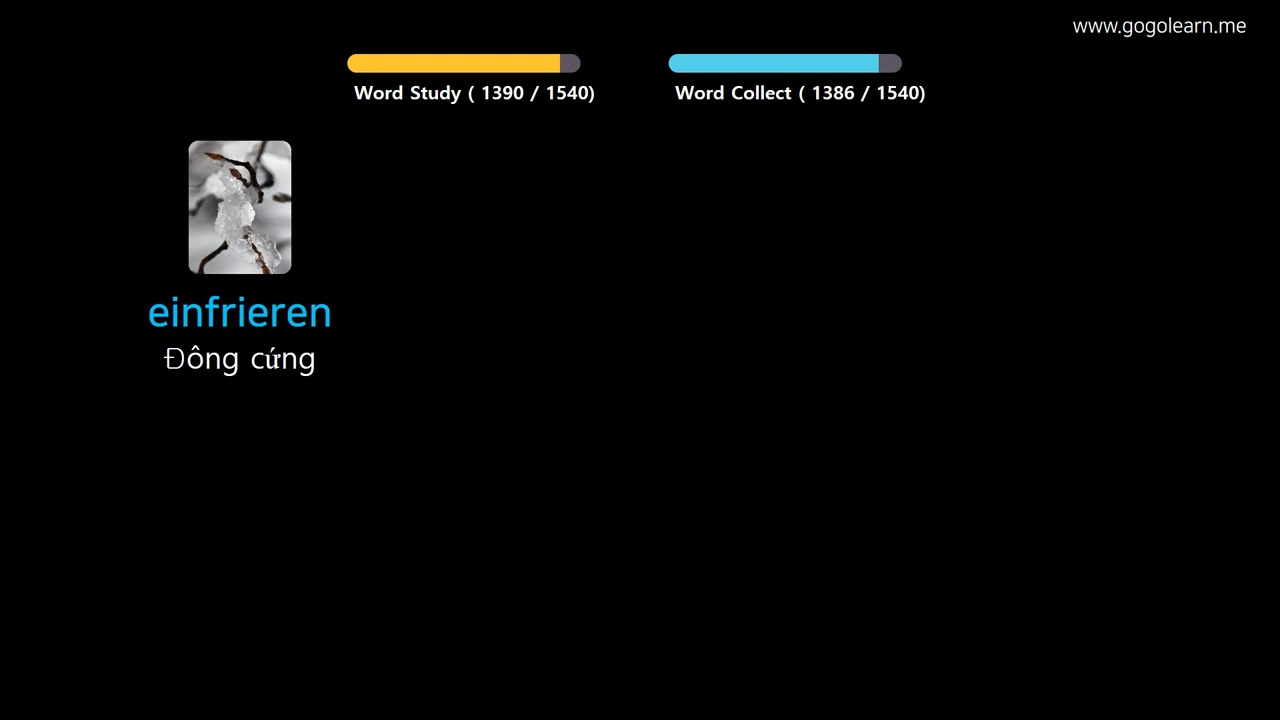 www.gogolearn.me
Word Study ( 1390 / 1540)
Word Collect ( 1386 / 1540)
einfrieren
Đông cứng